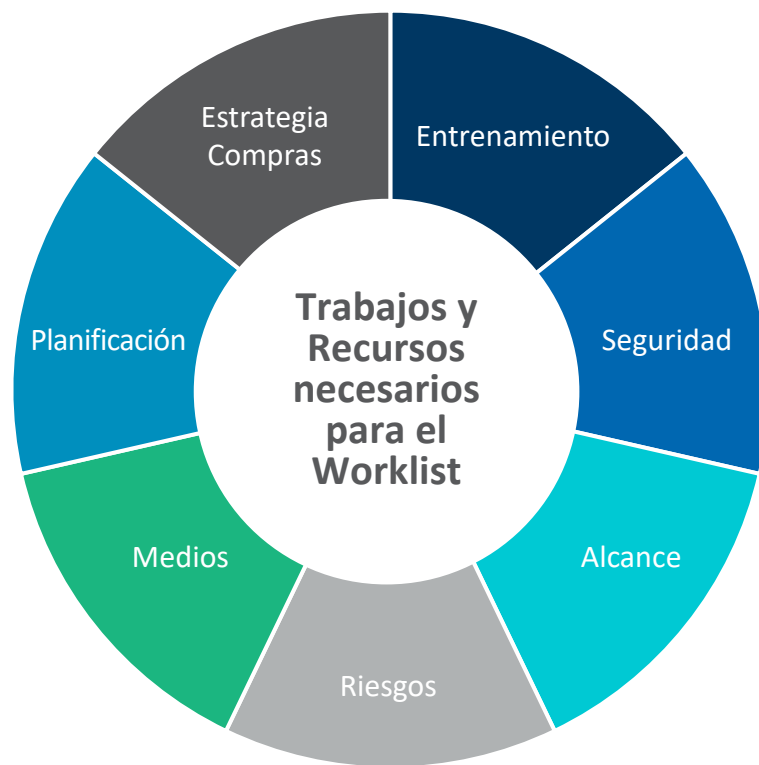 Estrategia
Compras
Entrenamiento
Planificación
Trabajos y
Recursos
necesarios
para el
Worklist
Seguridad
Medios
Alcance
Riesgos